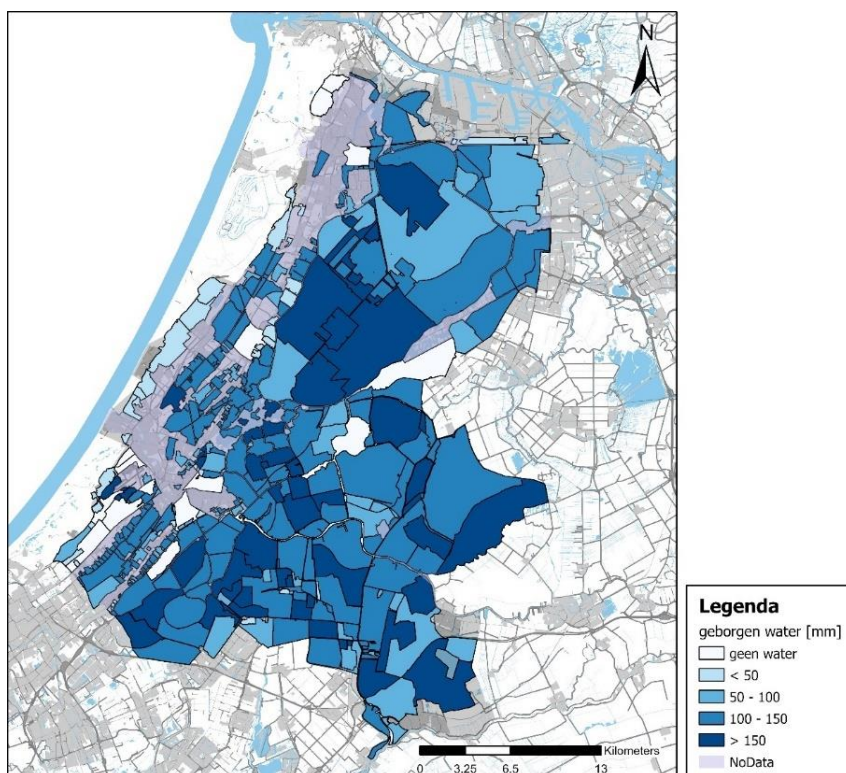 N
Kilometers
0 3,25 6,5 13
Legenda
geborgen water [mm]
geen water
< 50
50 - 100
100 - 150
> 150
NoData